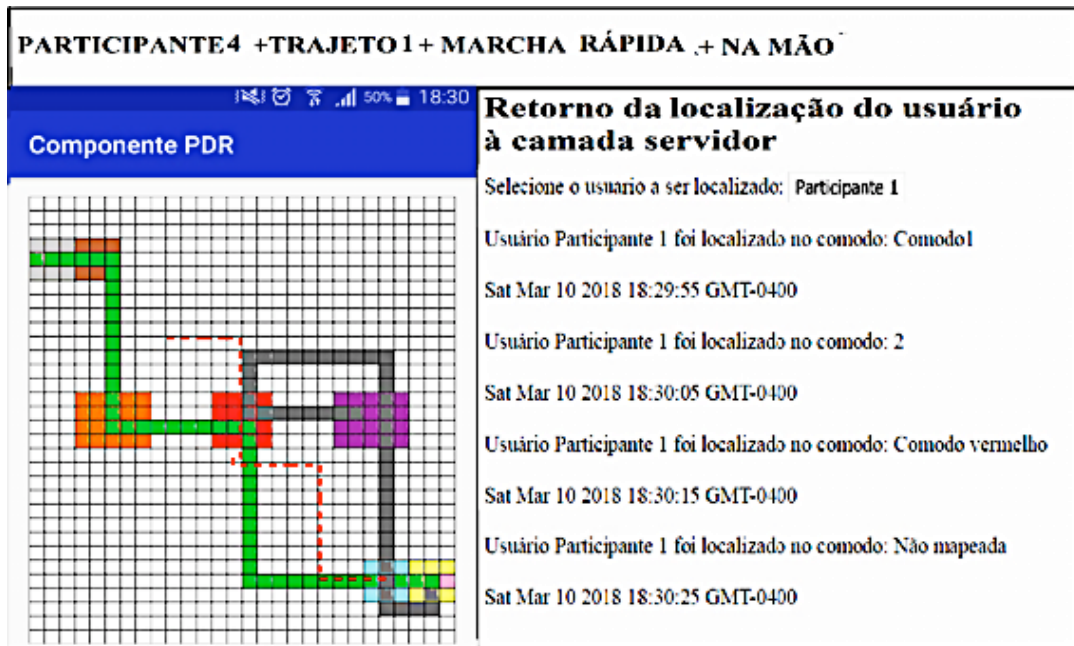 PARTICIPANTE4 +TRAJETO1+ MARCHA RÁPIDA .+ NA MÃO
50% 18:30
Componente PDR
Retorno da localização do usuário
à camada servidor
Selecione o usuario a ser localizado: Participante 1
Usuário Participante 1 foi localizado no comodo: Comodo1
Sat Mar 10 2018 18:29:55 GMT-0400
Usuário Participante 1 foi localizado no comodo: 2
Sat Mar 10 2018 18:30:05 GMT-0400
Usuário Participante 1 foi localizado no comodo: Comodo vermelho
Sat Mar 10 2018 18:30:15 GMT-0400
Usuário Participante 1 foi localizado no comodo: Não mapeada
Sat Mar 10 2018 18:30:25 GMT-0400